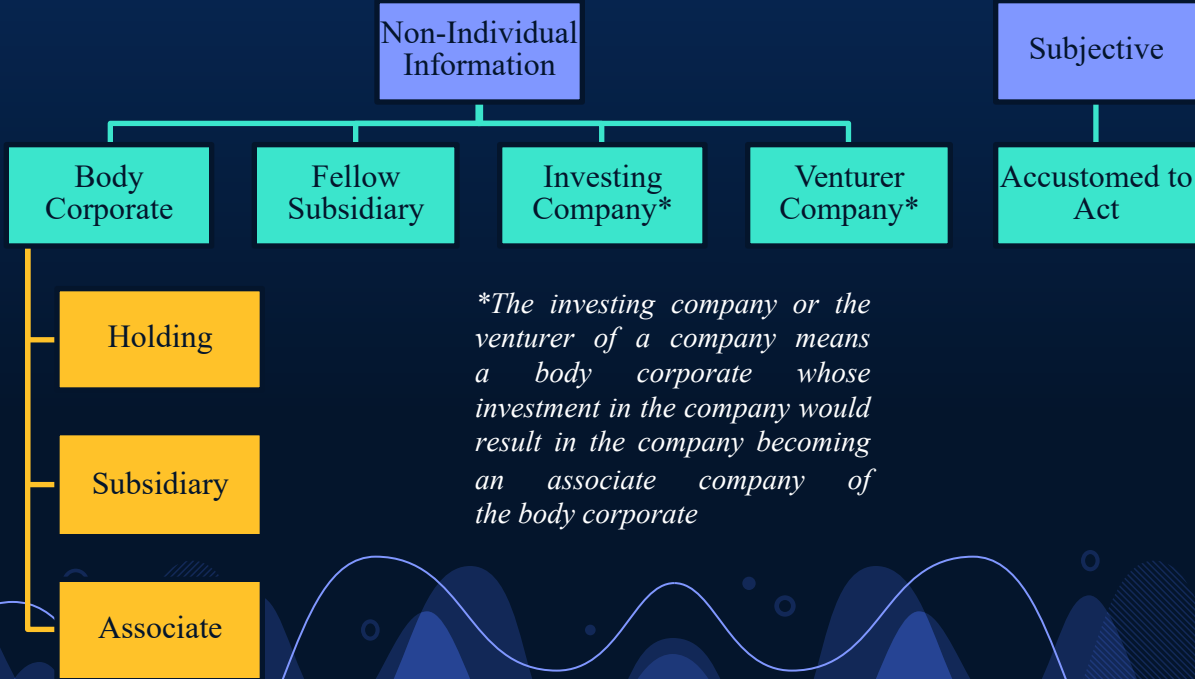 Non-Individual
Information
Subjective
Body
Corporate
Fellow
Subsidiary
Investing
Company*
Venturer
Company*
Accustomed to
Act
Holding
Subsidiary
Associate
*The investing company or the
venturer of a company means
a body corporate whose
investment in the company would
result in the company becoming
an associate company of
the body corporate